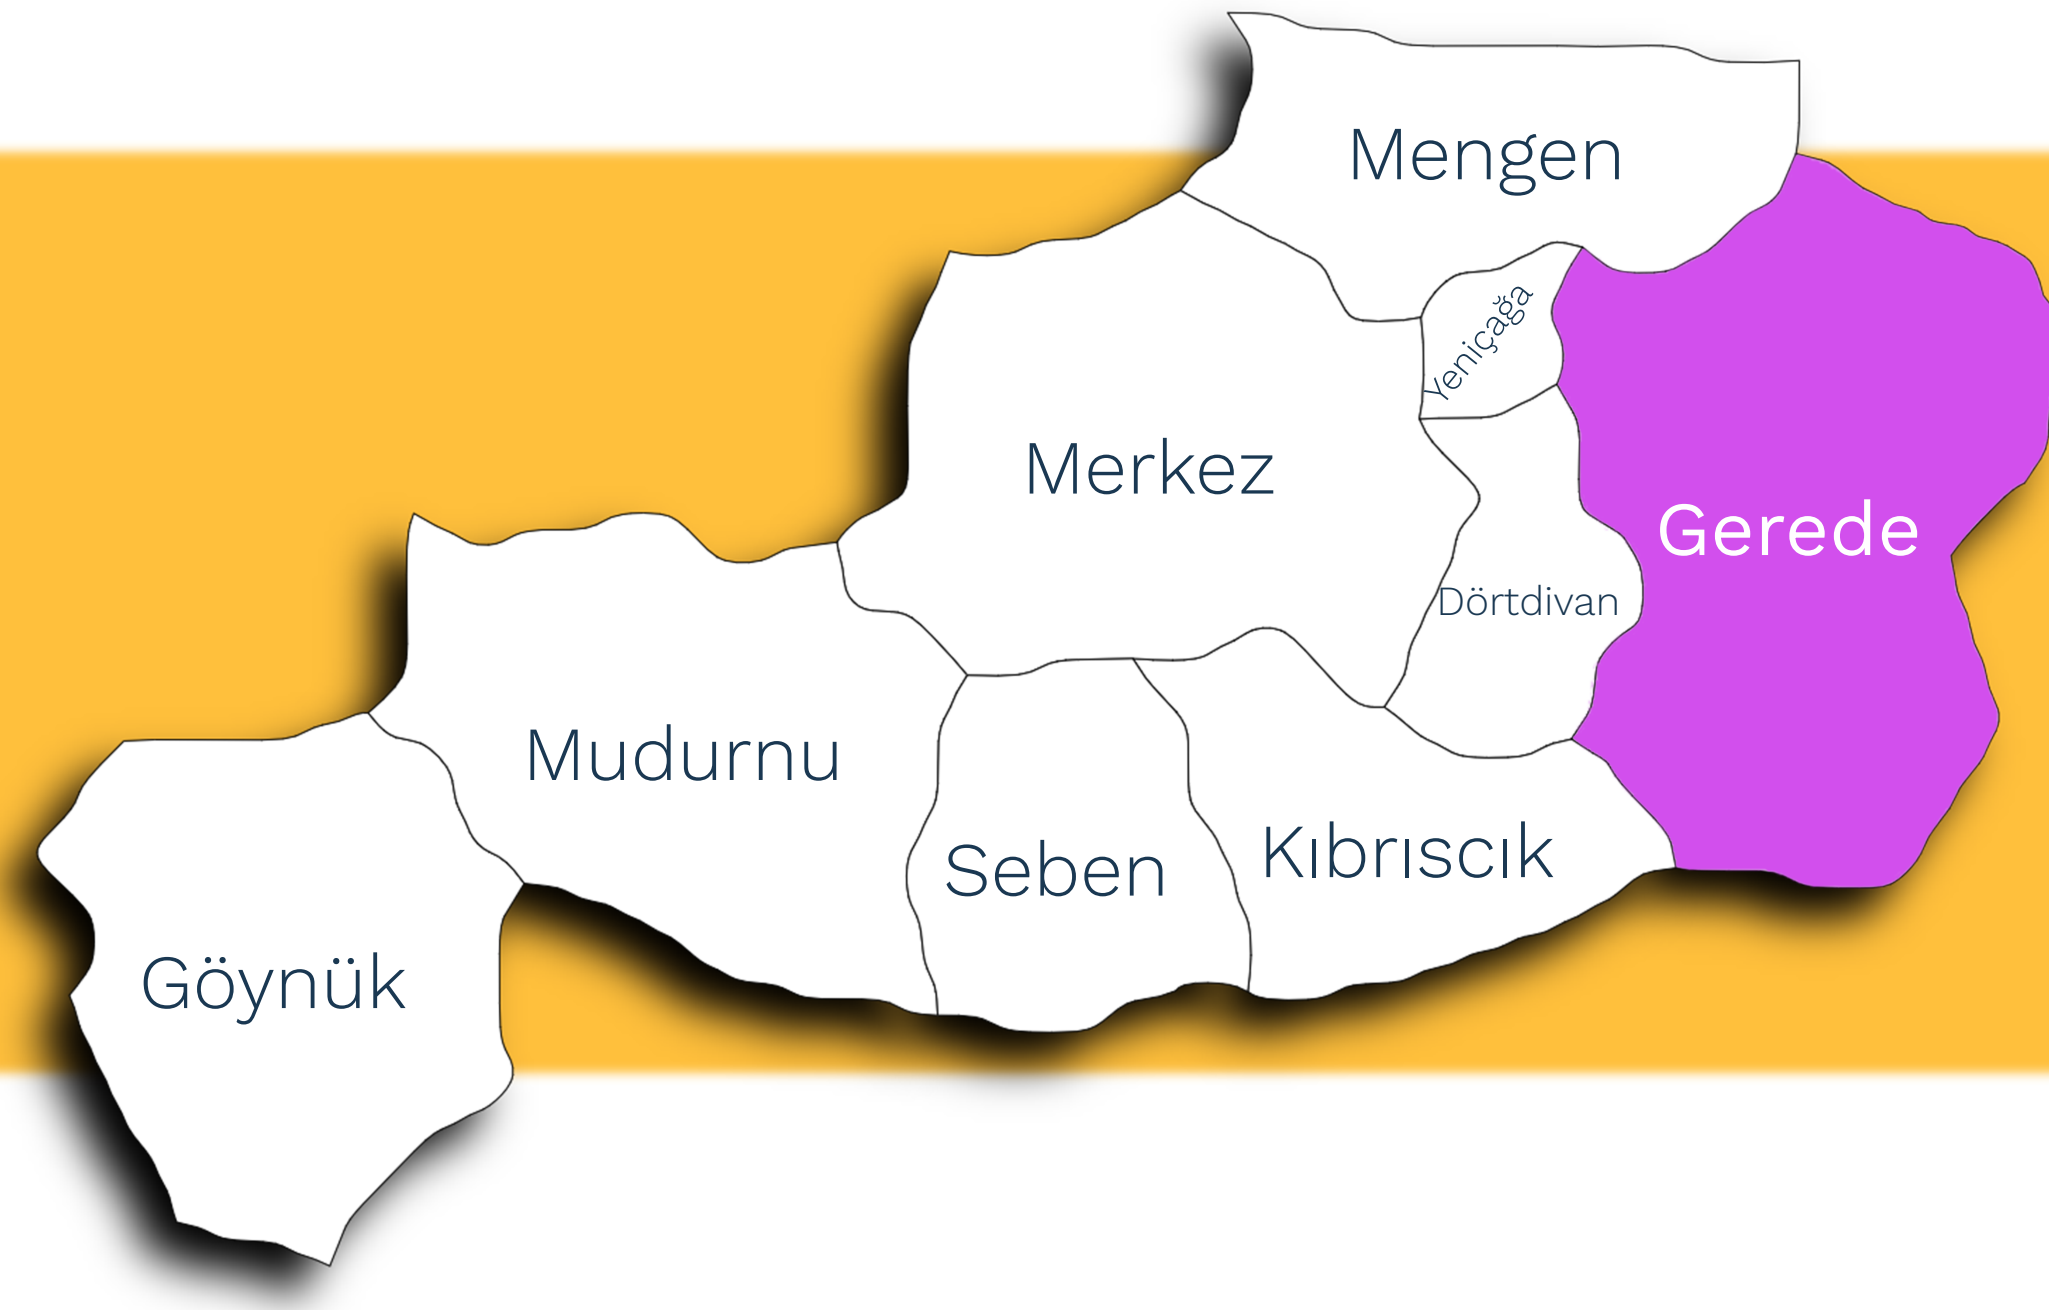 Mengen
Yeniçağa
Merkez
Gerede
Dörtdivan
Mudurnu
Seben
Kıbrıscık
Göynük